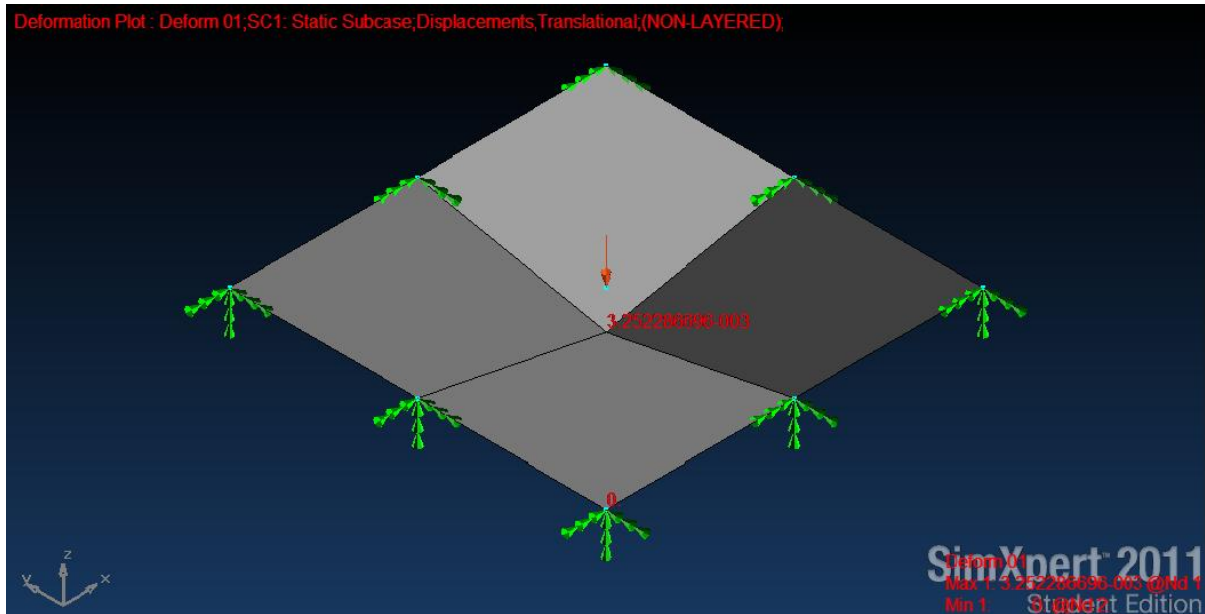 Deformation Plot : Deform 01;SC1: Static Subcase;Displacements,Translational;(NON-LAYERED);
3.252286696-003
0.
z
y
x
SimXpert™ 2011
Deform 01
Max 1: 3.252286696-003 @Nd 1
Student Edition
Min 1